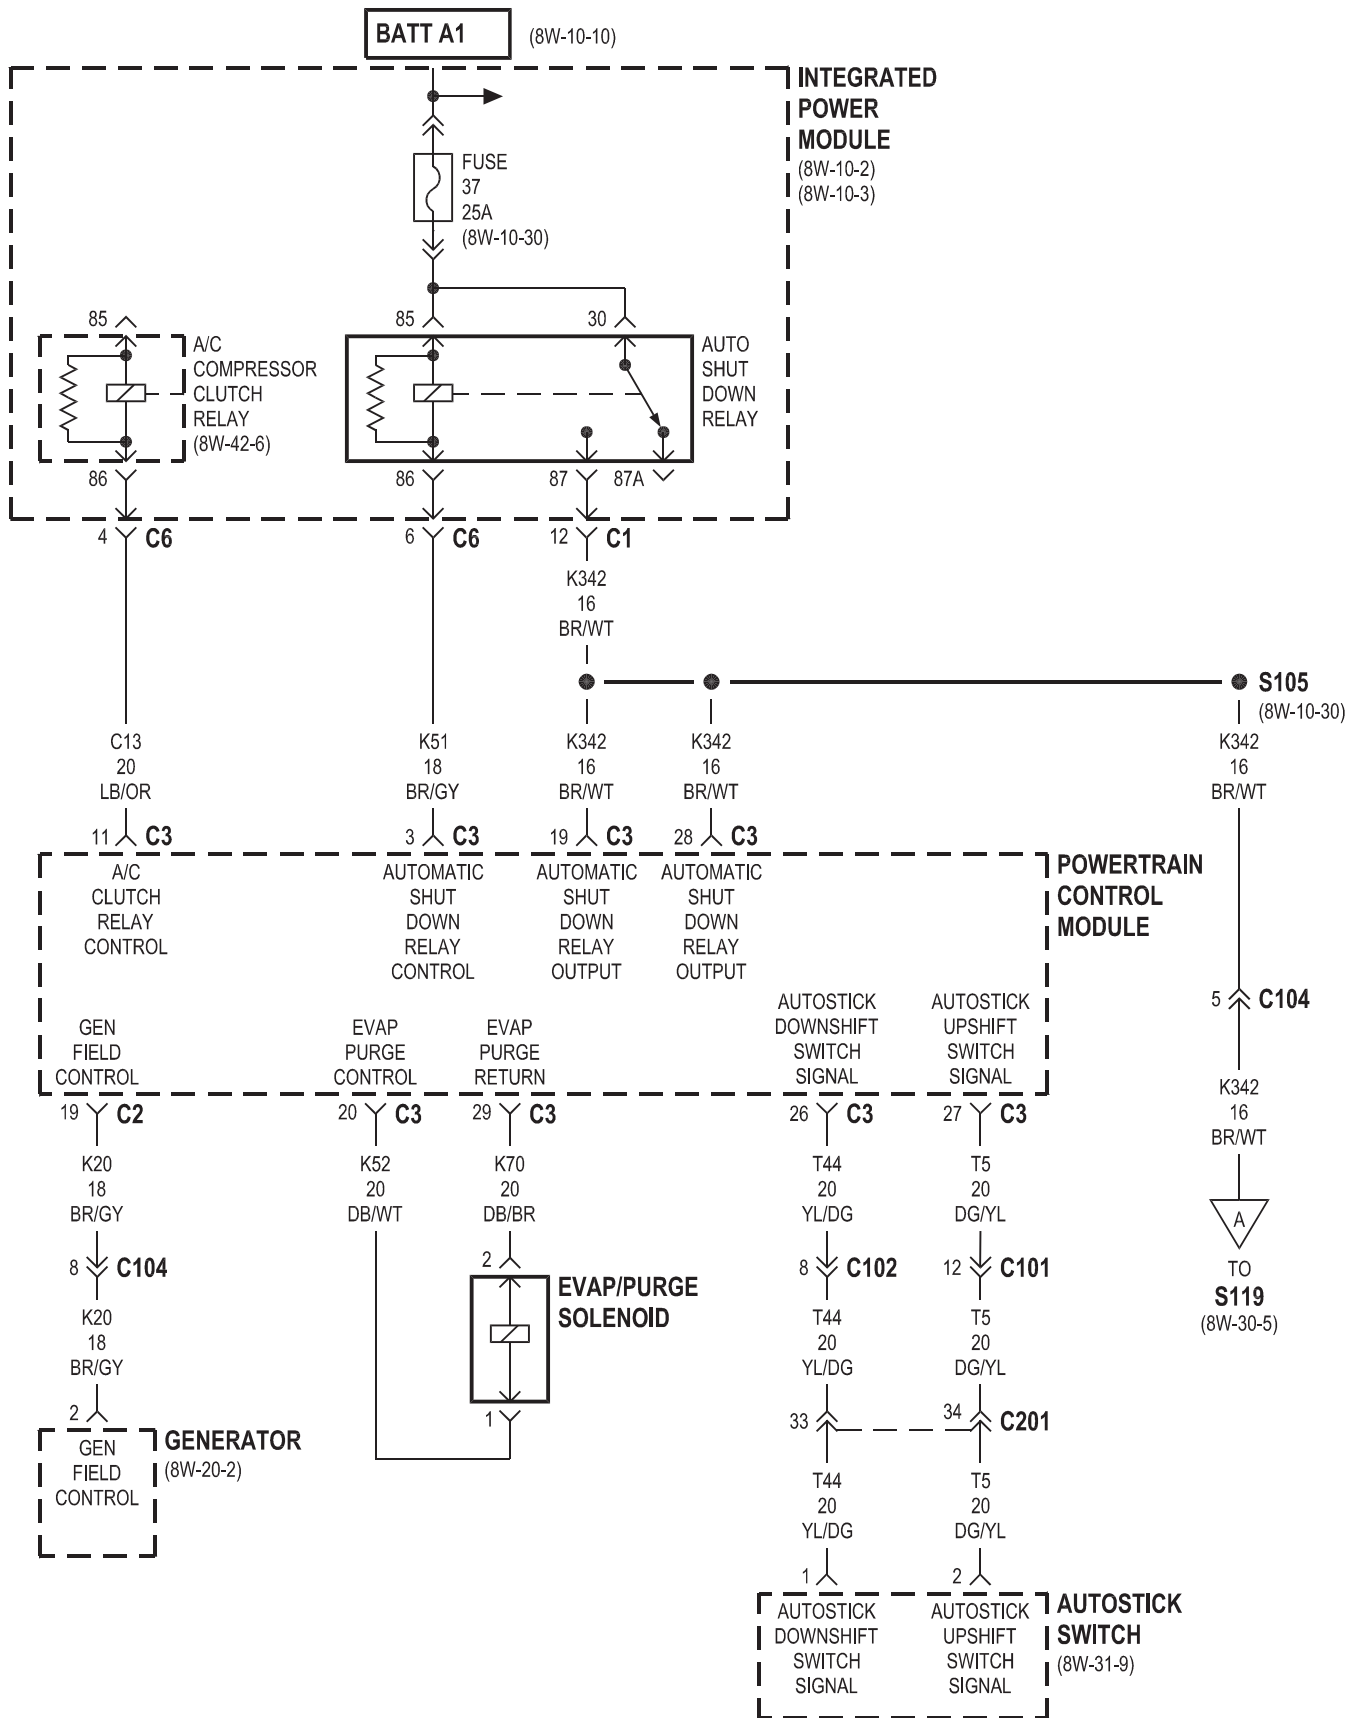 BATT A1
(8W-10-10)
INTEGRATED
POWER
MODULE
(8W-10-2)
(8W-10-3)
FUSE
37
25A
(8W-10-30)
85
A/C
COMPRESSOR
CLUTCH
RELAY
(8W-42-6)
86
85
30
AUTO
SHUT
DOWN
RELAY
86
87
87A
4 C6
6 C6
12 C1
K342
16
BR/WT
S105
(8W-10-30)
C13
20
LB/OR
K51
18
BR/GY
K342
16
BR/WT
K342
16
BR/WT
K342
16
BR/WT
11 C3
3 C3
19 C3
28 C3
POWERTRAIN
CONTROL
MODULE
A/C
CLUTCH
RELAY
CONTROL
AUTOMATIC
SHUT
DOWN
RELAY
CONTROL
AUTOMATIC
SHUT
DOWN
RELAY
OUTPUT
AUTOMATIC
SHUT
DOWN
RELAY
OUTPUT
5 C104
GEN
FIELD
CONTROL
EVAP
PURGE
CONTROL
EVAP
PURGE
RETURN
AUTOSTICK
DOWNSHIFT
SWITCH
SIGNAL
AUTOSTICK
UPSHIFT
SWITCH
SIGNAL
K342
16
BR/WT
19 C2
20 C3
29 C3
26 C3
27 C3
K20
18
BR/GY
K52
20
DB/WT
K70
20
DB/BR
T44
20
YL/DG
T5
20
DG/YL
A
TO
S119
(8W-30-5)
8 C104
2
EVAP/PURGE
SOLENOID
1
8 C102
12 C101
K20
18
BR/GY
T44
20
YL/DG
T5
20
DG/YL
2
GENERATOR
(8W-20-2)
GEN
FIELD
CONTROL
33
34 C201
T44
20
YL/DG
T5
20
DG/YL
1
2
AUTOSTICK
DOWNSHIFT
SWITCH
SIGNAL
AUTOSTICK
UPSHIFT
SWITCH
SIGNAL
AUTOSTICK
SWITCH
(8W-31-9)